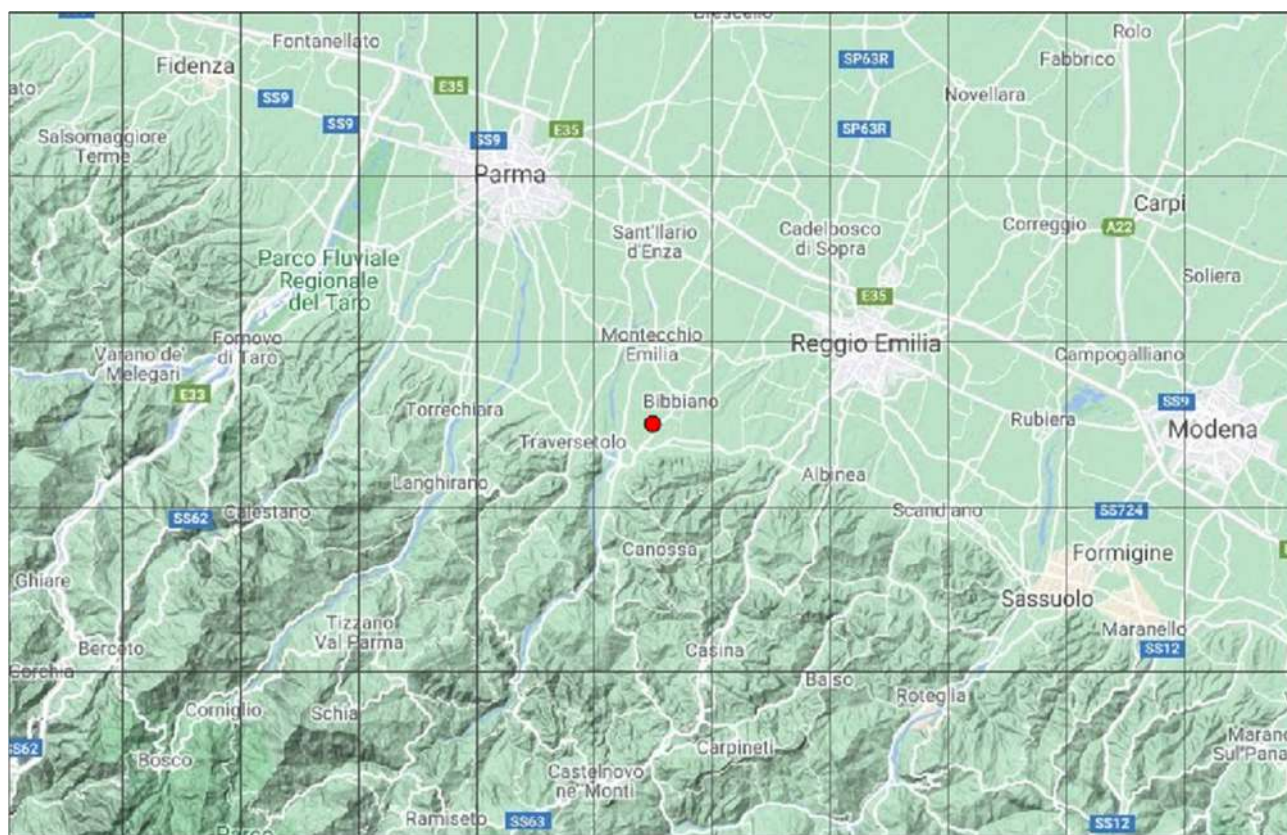 Brescello
Rolo
Fontanellato
SP63R
Fabbrico
Fidenza
E35
Novellara
SS9
SS9
E35
SP63R
Salsomaggiore
Terme
SS9
Parma
Carpi
Sant'Ilario
d'Enza
Cadelbosco
di Sopra
Correggio
A22
Parco Fluviale
Regionale
del Taro
Soliera
E35
Montecchio
Emilia
Reggio Emilia
Fornovo
di Taro
Varano de'
Melegari
Campogalliano
E33
Bibbiano
SS9
Torrechiara
Rubiera
Modena
Traversetolo
Albinea
Langhirano
SS62
Calestano
Scandiano
SS724
Canossa
Formigine
Ghiare
Sassuolo
Tizzano
Val Parma
Maranello
Berceto
Casina
SS12
Baiso
Roteglia
Corniglio
Schia
SS62
Bosco
Carpineti
Castelnovo
ne' Monti
Ramiseto
SS63
SS12
Parco